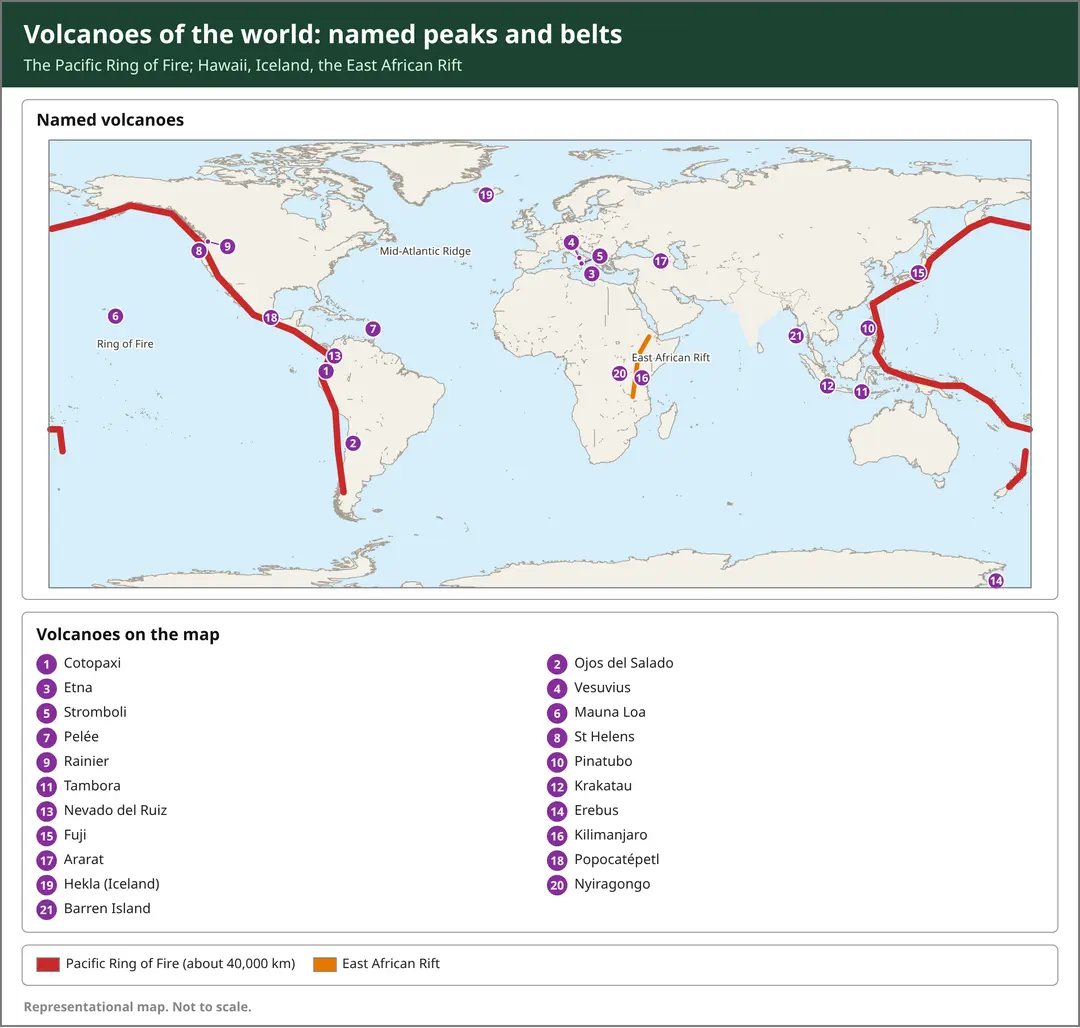 Volcanoes of the world: named peaks and belts
The Pacific Ring of Fire; Hawaii, Iceland, the East African Rift
Named volcanoes
19
8
9
Mid-Atlantic Ridge
4
5
3
17
15
6
Ring of Fire
18
7
13
1
10
21
East African Rift
20
16
12
11
2
14
Volcanoes on the map
1 Cotopaxi
2 Ojos del Salado
3 Etna
4 Vesuvius
5 Stromboli
6 Mauna Loa
7 Pelée
8 St Helens
9 Rainier
10 Pinatubo
11 Tambora
12 Krakatau
13 Nevado del Ruiz
14 Erebus
15 Fuji
16 Kilimanjaro
17 Ararat
18 Popocatépetl
19 Hekla (Iceland)
20 Nyiragongo
21 Barren Island
Pacific Ring of Fire (about 40,000 km)
East African Rift
Representational map. Not to scale.